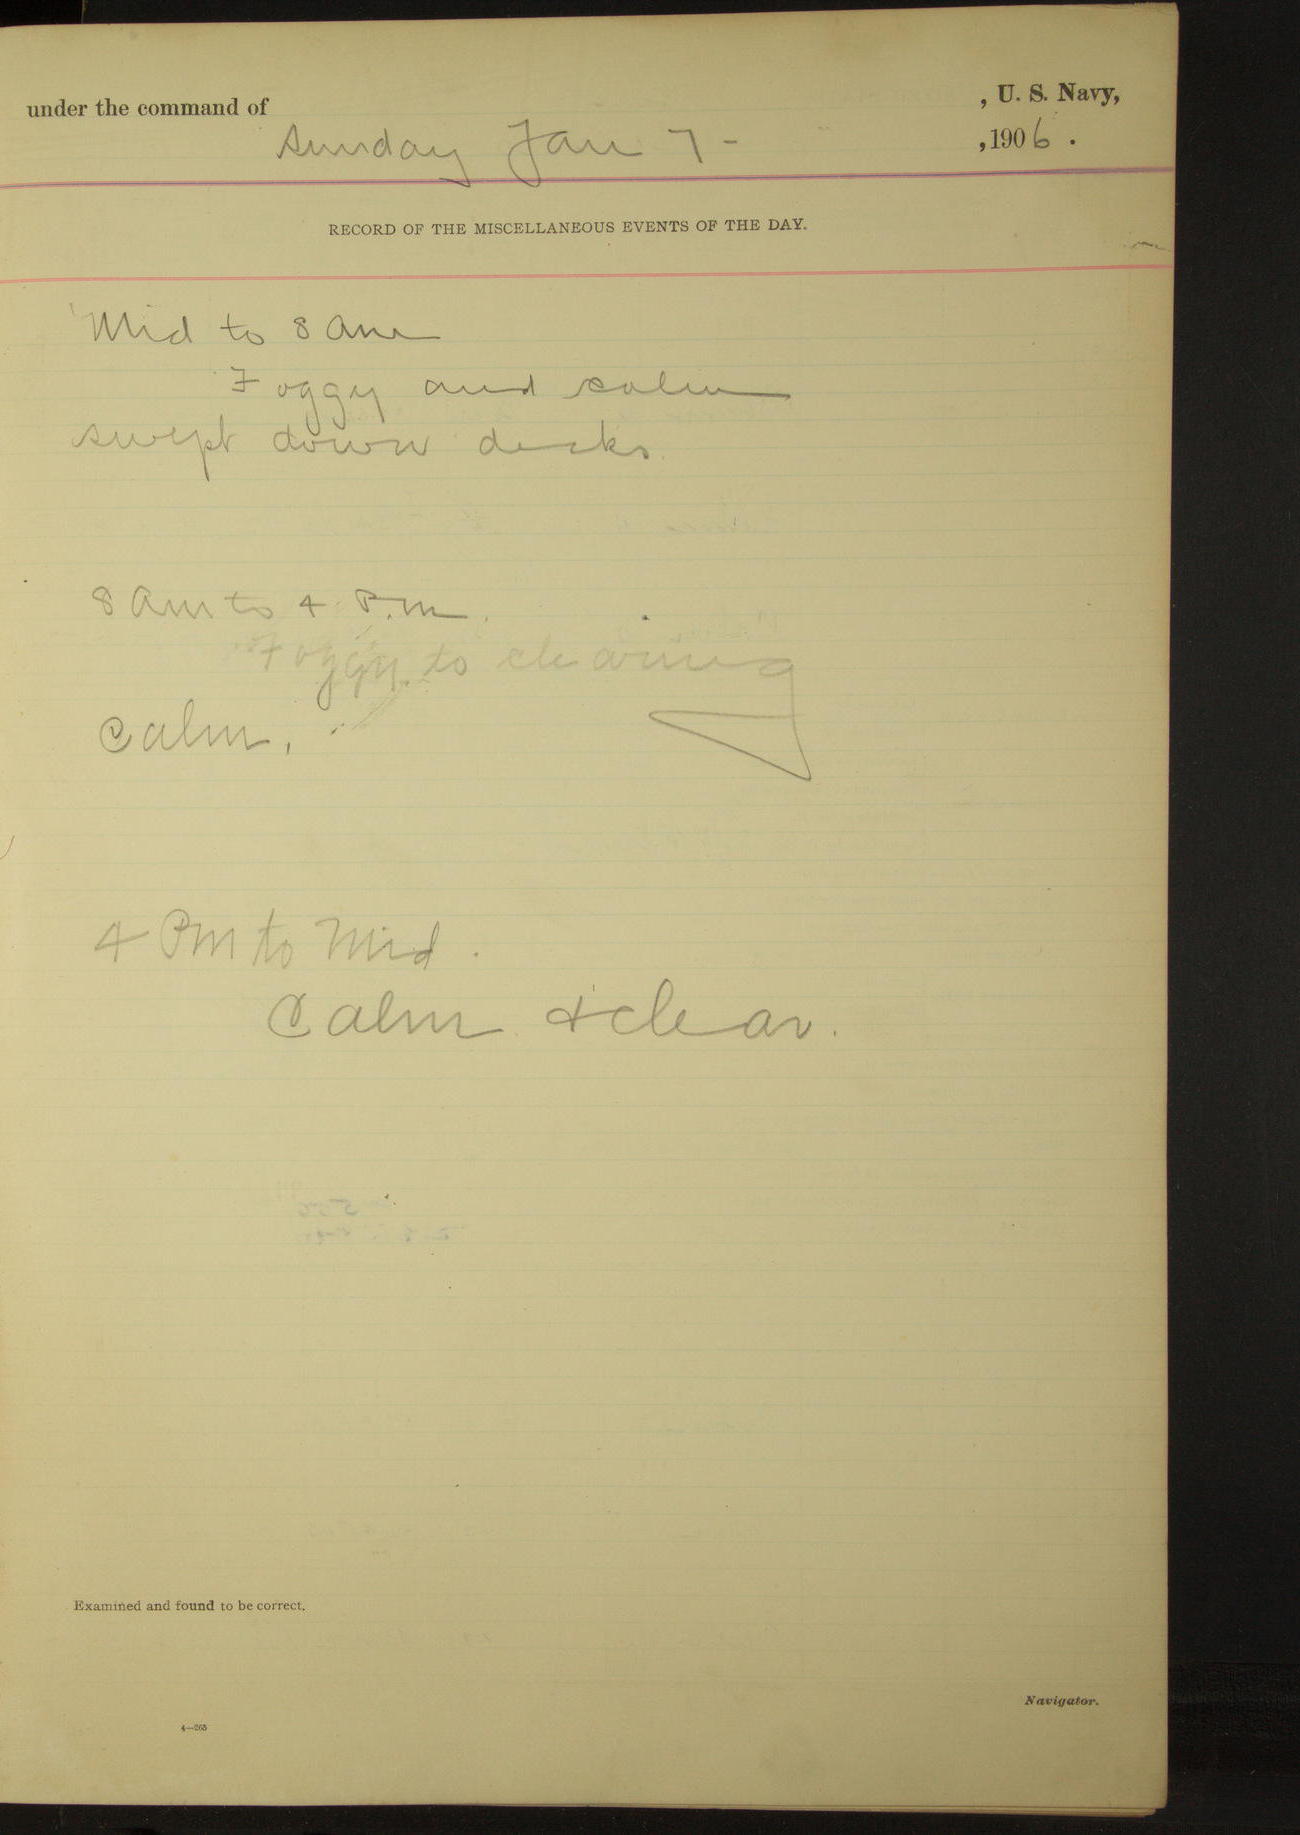 under the command of , U. S. Navy,
Sunday Jan 7 - , 1906 .
RECORD OF THE MISCELLANEOUS EVENTS OF THE DAY.
Mid to 8 am
Foggy and calm
swept down decks.
8 am to 4 P.m.
Foggy to clearing
Calm.
4 Pm to Mid.
Calm & clear.
Examined and found to be correct.
Navigator.
4—265